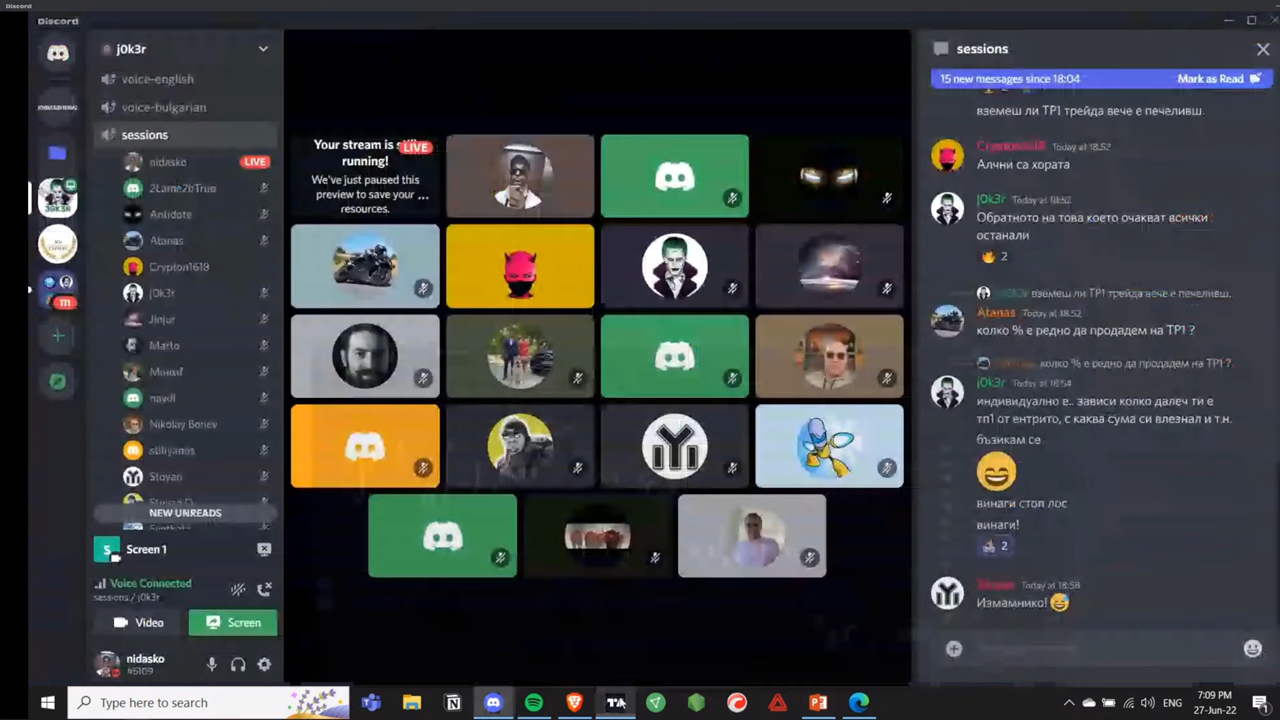 Discord
Discord
j0k3r
voice-english
voice-bulgarian
sessions
nidasko
LIVE
2Lame2bTrue
Antidote
Atanas
Crypton1619
j0k3r
Jinjur
Marto
navdi
Nikolay Bonev
stiliyanos
Stoyan
NEW UNREADS
Screen 1
Voice Connected
sessions / j0k3r
Video
Screen
nidasko
#5109
Your stream is still
running!
LIVE
We've just paused this
preview to save your
resources.
...
sessions
15 new messages since 18:04
Mark as Read
вземеш ли ТР1 трейда вече е печеливш.
Today at 18:52
Алчни са хората
j0k3r
Today at 18:52
Обратното на това което очакват всички
останали
2
вземеш ли ТР1 трейда вече е печеливш.
Atanas
Today at 18:52
колко % е редно да продадем на ТР1 ?
колко % е редно да продадем на ТР1 ?
j0k3r
Today at 18:54
индивидуално е.. зависи колко далеч ти е
тп1 от ентрито, с каква сума си влезнал и т.н.
бъзикам се
винаги стоп лос
винаги!
2
Today at 18:58
Измамнико!
Type here to search
ENG
7:09 PM
27-Jun-22